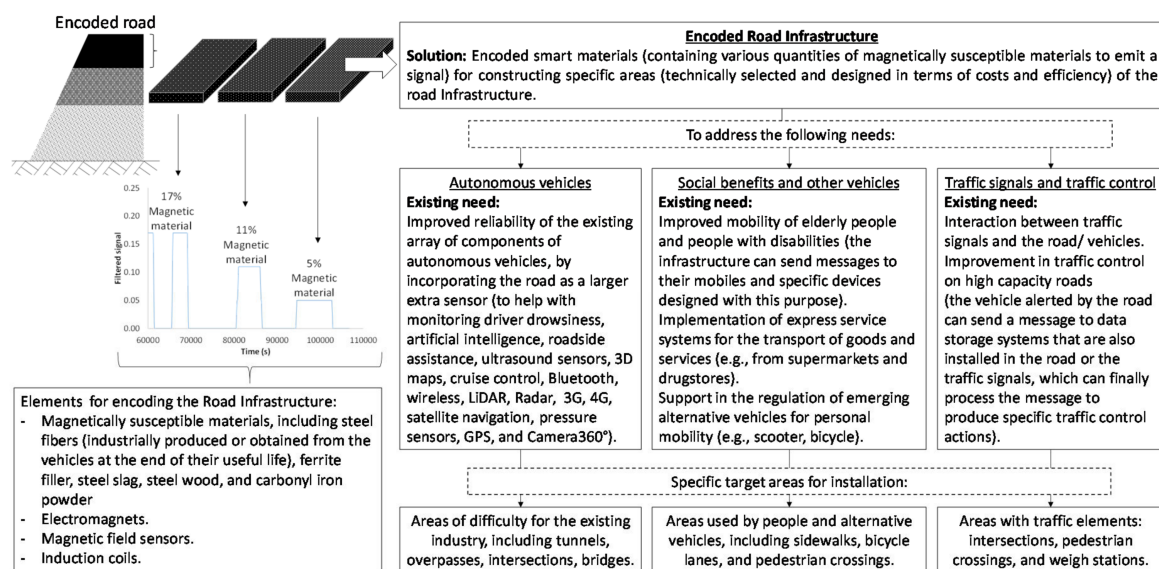 Encoded road
Encoded Road Infrastructure
Solution: Encoded smart materials (containing various quantities of magnetically susceptible materials to emit a
signal) for constructing specific areas (technically selected and designed in terms of costs and efficiency) of the
road Infrastructure.
To address the following needs:
0.25
0.20
0.15
0.10
0.05
0.00
Filtered signal
17%
Magnetic
material
11%
Magnetic
material
5%
Magnetic
material
60000
70000
80000
90000
100000
110000
Time (s)
Elements for encoding the Road Infrastructure:
- Magnetically susceptible materials, including steel
fibers (industrially produced or obtained from the
vehicles at the end of their useful life), ferrite
filler, steel slag, steel wood, and carbonyl iron
powder
- Electromagnets.
- Magnetic field sensors.
- Induction coils.
Autonomous vehicles
Existing need:
Improved reliability of the existing
array of components of
autonomous vehicles, by
incorporating the road as a larger
extra sensor (to help with
monitoring driver drowsiness,
artificial intelligence, roadside
assistance, ultrasound sensors, 3D
maps, cruise control, Bluetooth,
wireless, LiDAR, Radar, 3G, 4G,
satellite navigation, pressure
sensors, GPS, and Camera360°).
Social benefits and other vehicles
Existing need:
Improved mobility of elderly people
and people with disabilities (the
infrastructure can send messages to
their mobiles and specific devices
designed with this purpose).
Implementation of express service
systems for the transport of goods and
services (e.g., from supermarkets and
drugstores).
Support in the regulation of emerging
alternative vehicles for personal
mobility (e.g., scooter, bicycle).
Traffic signals and traffic control
Existing need:
Interaction between traffic
signals and the road/ vehicles.
Improvement in traffic control
on high capacity roads
(the vehicle alerted by the road
can send a message to data
storage systems that are also
installed in the road or the
traffic signals, which can finally
process the message to
produce specific traffic control
actions).
Specific target areas for installation:
Areas of difficulty for the existing
industry, including tunnels,
overpasses, intersections, bridges.
Areas used by people and alternative
vehicles, including sidewalks, bicycle
lanes, and pedestrian crossings.
Areas with traffic elements:
intersections, pedestrian
crossings, and weigh stations.